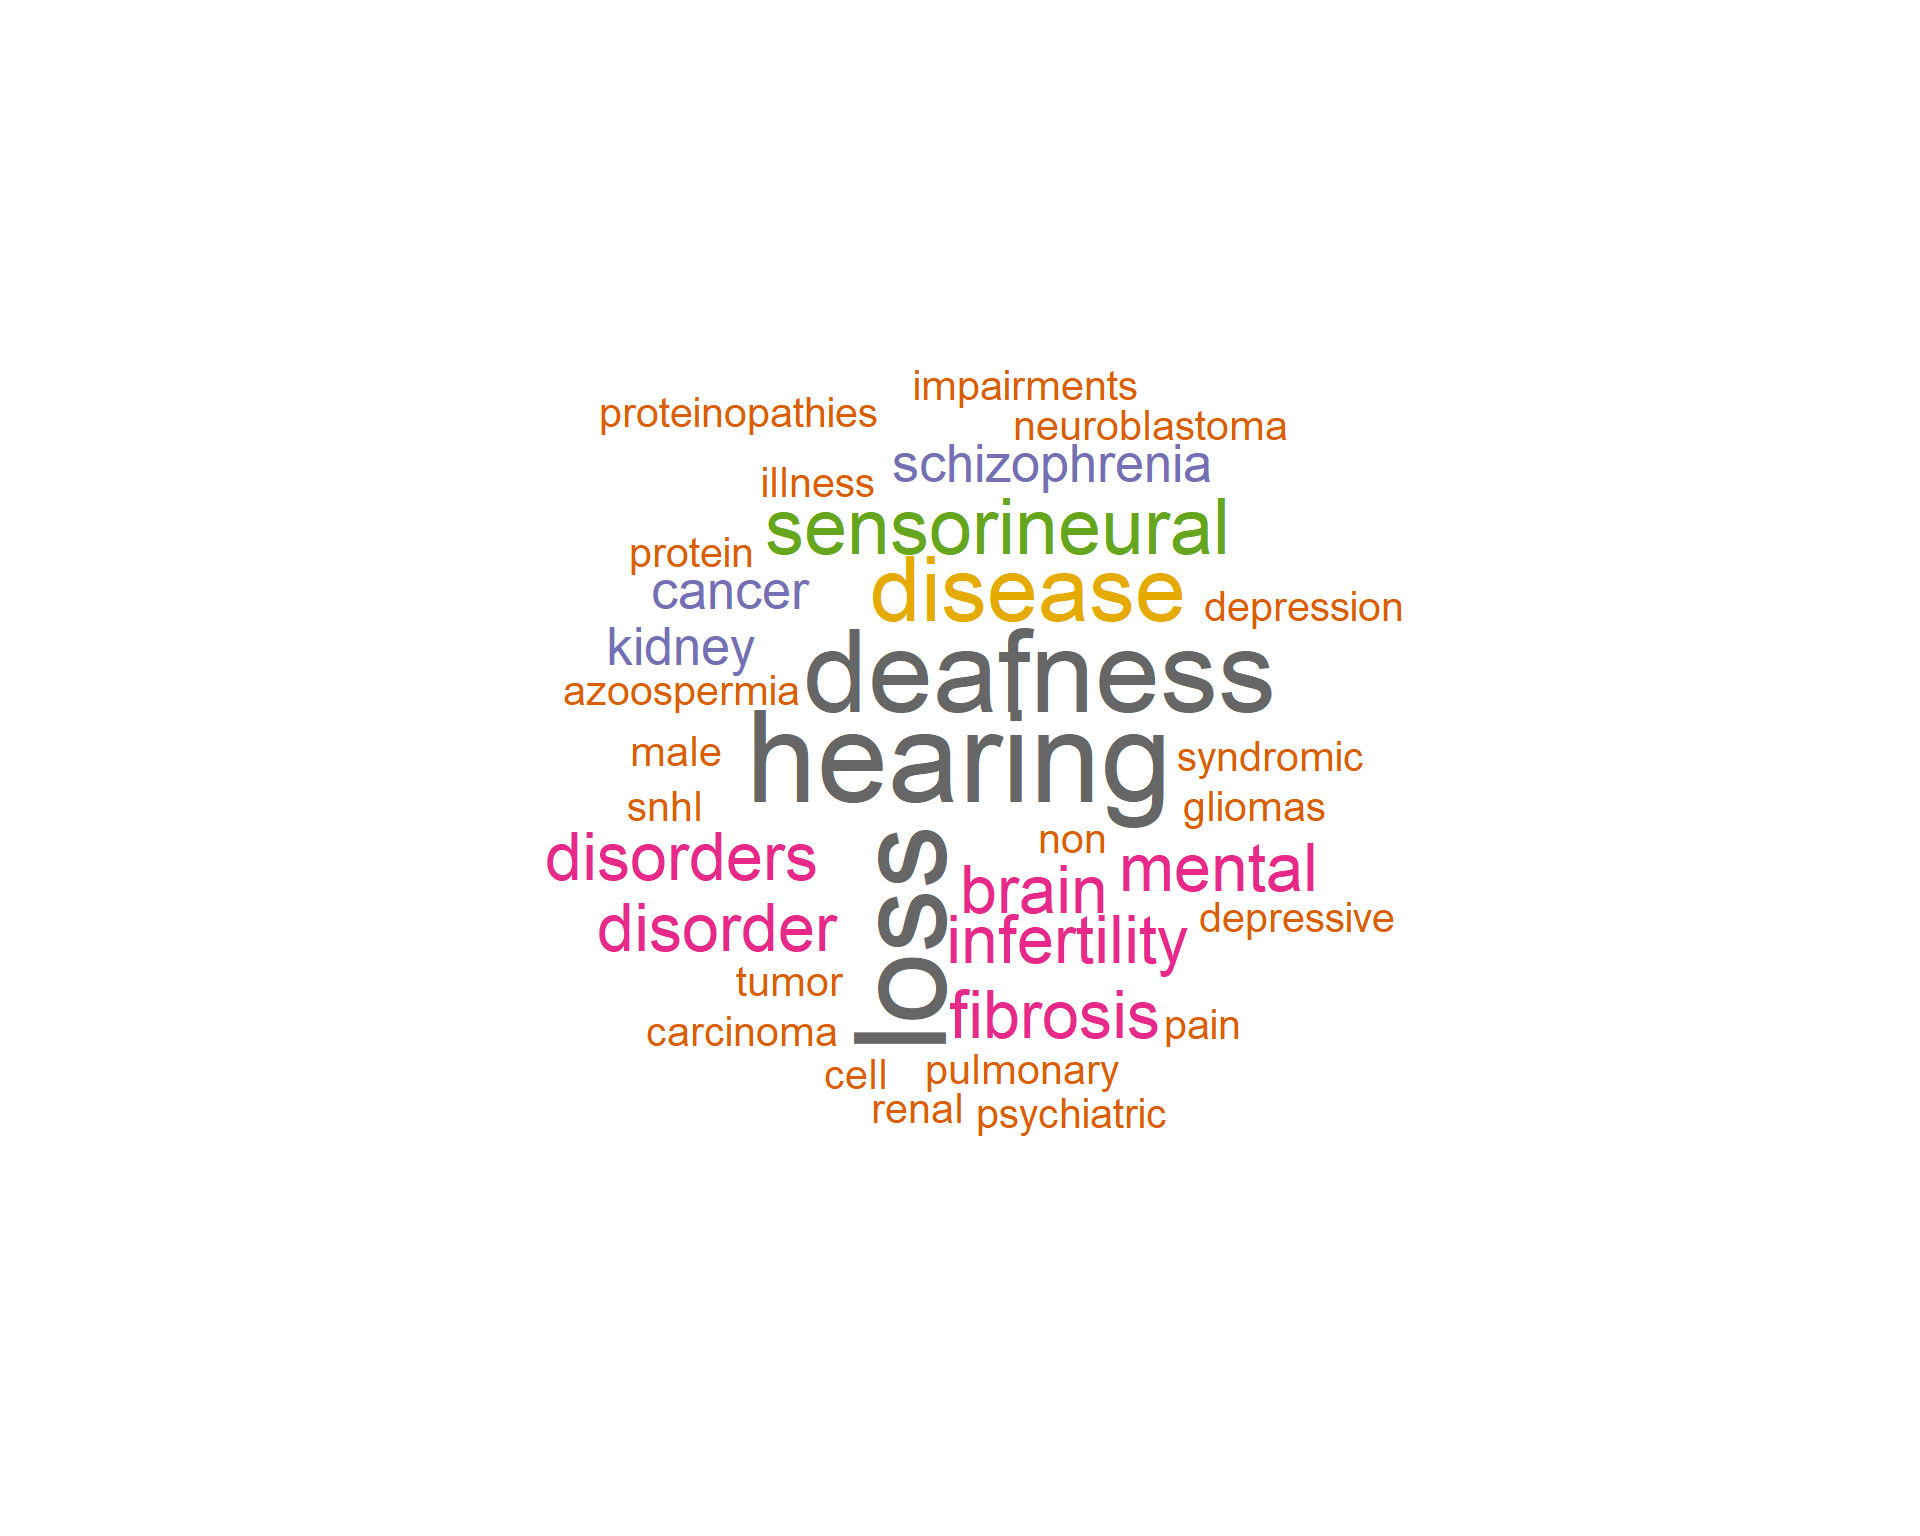 impairments
proteinopathies
neuroblastoma
schizophrenia
illness
sensorineural
protein
cancer
disease
depression
kidney
deafness
azoospermia
male
hearing
syndromic
snhl
gliomas
non
disorders
loss
brain
mental
disorder
infertility
depressive
tumor
fibrosis
pain
carcinoma
cell
pulmonary
renal
psychiatric